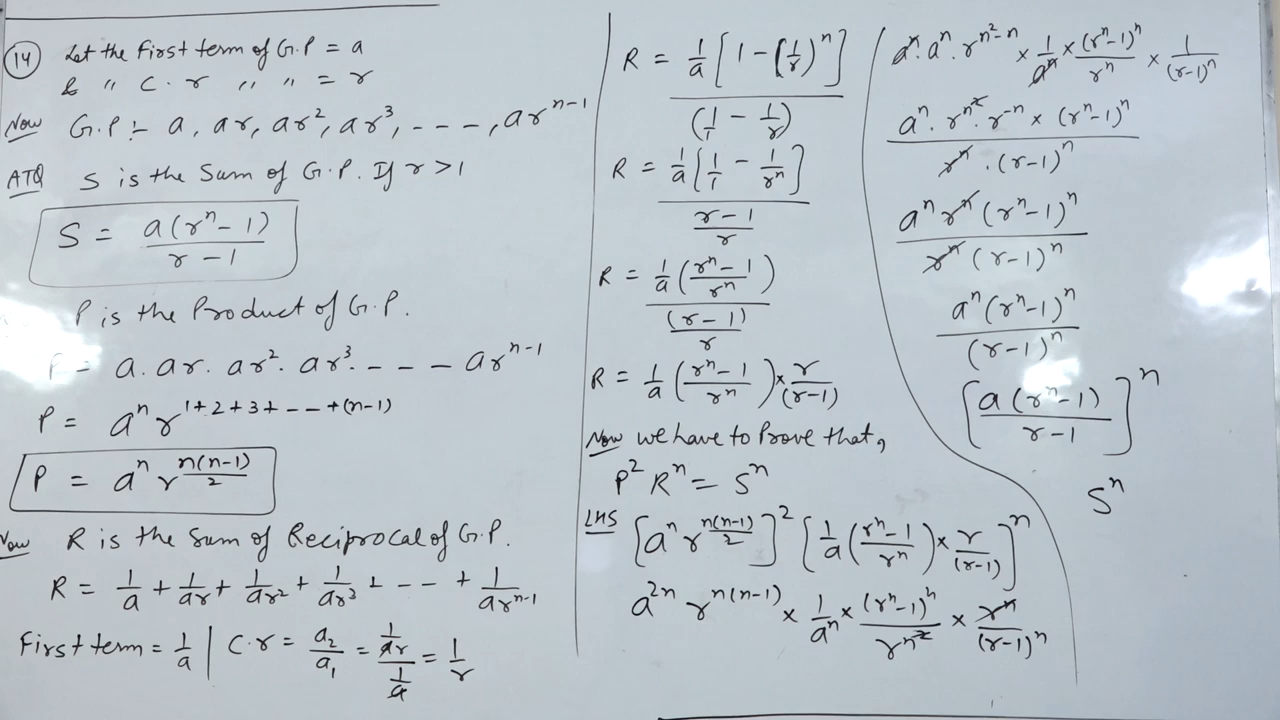 (14) Let the First term of G.P = a
& " C.r " " = r
Now G.P :- a, ar, ar², ar³, - - - -, arⁿ⁻¹
ATQ S is the Sum of G.P. If r > 1
S = a(rⁿ - 1) / r - 1
P is the Product of G.P.
P = a. ar. ar². ar³. - - - - arⁿ⁻¹
P = aⁿ r^(1+2+3+ - - - +(n-1))
P = aⁿ r^(n(n-1)/2)
Now R is the Sum of Reciprocal of G.P.
R = 1/a + 1/ar + 1/ar² + 1/ar³ + - - - + 1/arⁿ⁻¹
First term = 1/a | C.r = a₂/a₁ = (1/ar)/(1/a) = 1/r
R = 1/a [1 - (1/r)ⁿ] / (1/1 - 1/r)
R = 1/a [1/1 - 1/rⁿ] / ((r-1)/r)
R = 1/a ((rⁿ-1)/rⁿ) / ((r-1)/r)
R = 1/a ((rⁿ-1)/rⁿ) × r/(r-1)
Now we have to Prove that,
P² Rⁿ = Sⁿ
LHS [aⁿ r^(n(n-1)/2)]² [1/a ((rⁿ-1)/rⁿ) × r/(r-1)]ⁿ
a²ⁿ r^(n(n-1)) × 1/aⁿ × (rⁿ-1)ⁿ/r^(n²) × rⁿ/(r-1)ⁿ
aⁿ. aⁿ. r^(n²-n) × 1/aⁿ × (rⁿ-1)ⁿ/rⁿ × 1/(r-1)ⁿ
aⁿ. r^(n²). r⁻ⁿ × (rⁿ-1)ⁿ / rⁿ . (r-1)ⁿ
aⁿ rⁿ (rⁿ-1)ⁿ / rⁿ (r-1)ⁿ
aⁿ (rⁿ-1)ⁿ / (r-1)ⁿ
[a (rⁿ-1) / r-1]ⁿ
Sⁿ